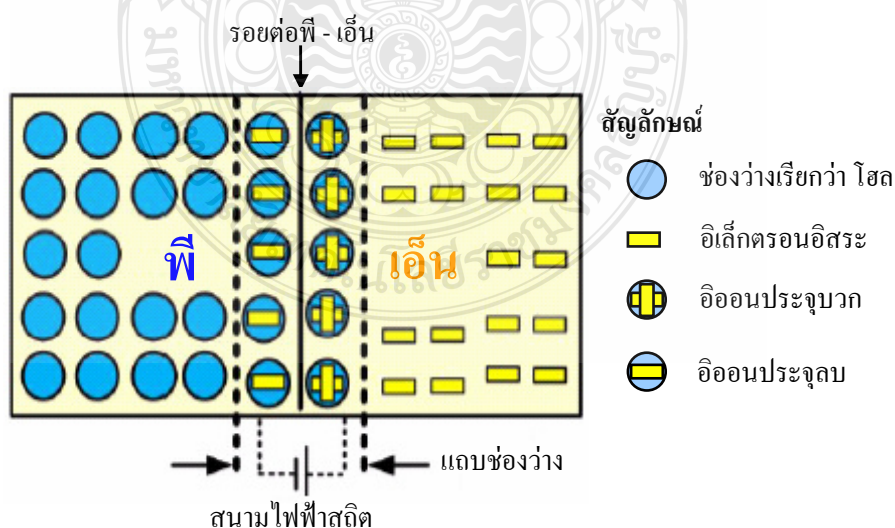 รอยต่อพี - เอ็น
พี
เอ็น
สัญลักษณ์
ช่องว่างเรียกว่า โฮล
อิเล็กตรอนอิสระ
อิออนประจุบวก
อิออนประจุลบ
แถบช่องว่าง
สนามไฟฟ้าสถิต